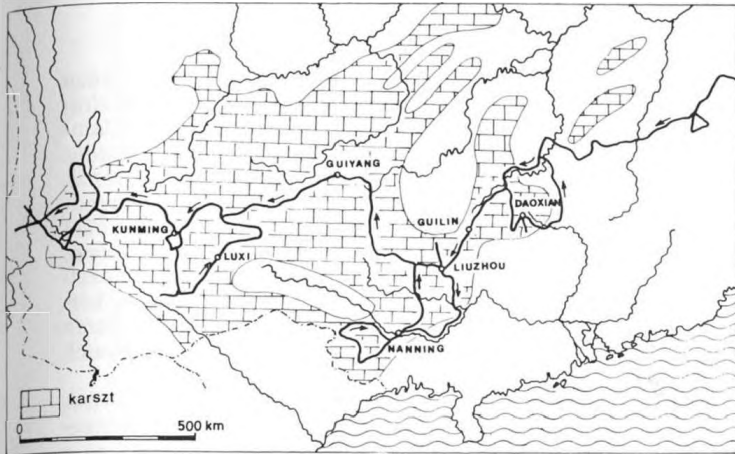 GUIYANG
GUILIN
DAOXIAN
KUNMING
LUXI
LIUZHOU
NANNING
karszt
0
500 km